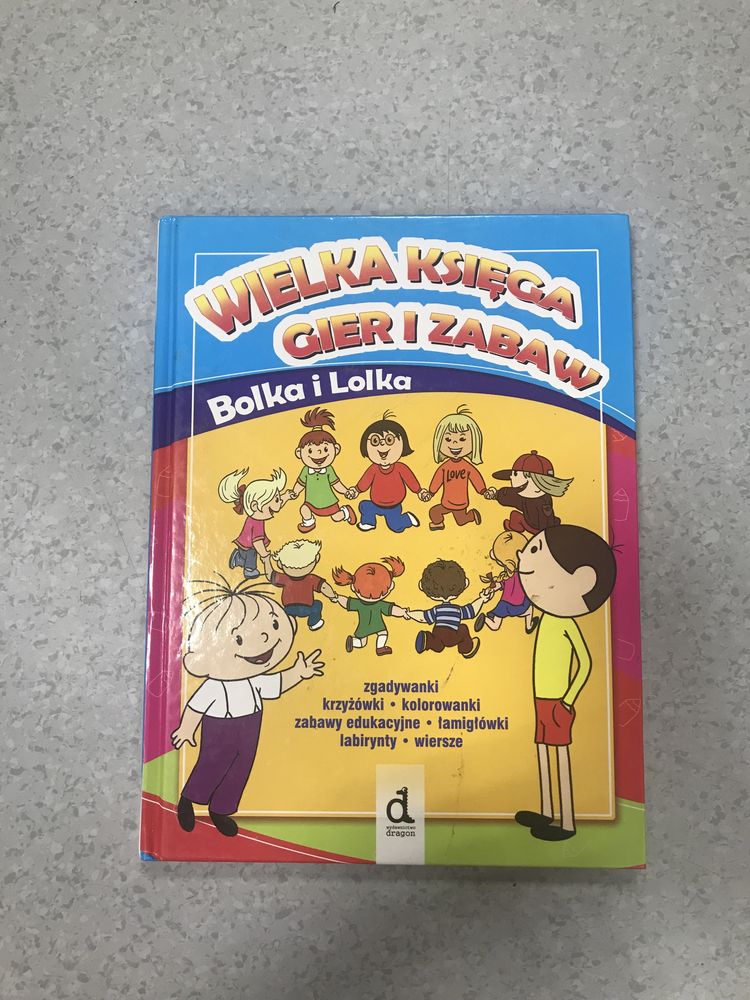 WIELKA KSIĘGA
GIER I ZABAW
Bolka i Lolka
LOVE
zgadywanki
krzyżówki • kolorowanki
zabawy edukacyjne • łamigłówki
labirynty • wiersze
d
wydawnictwo
dragon